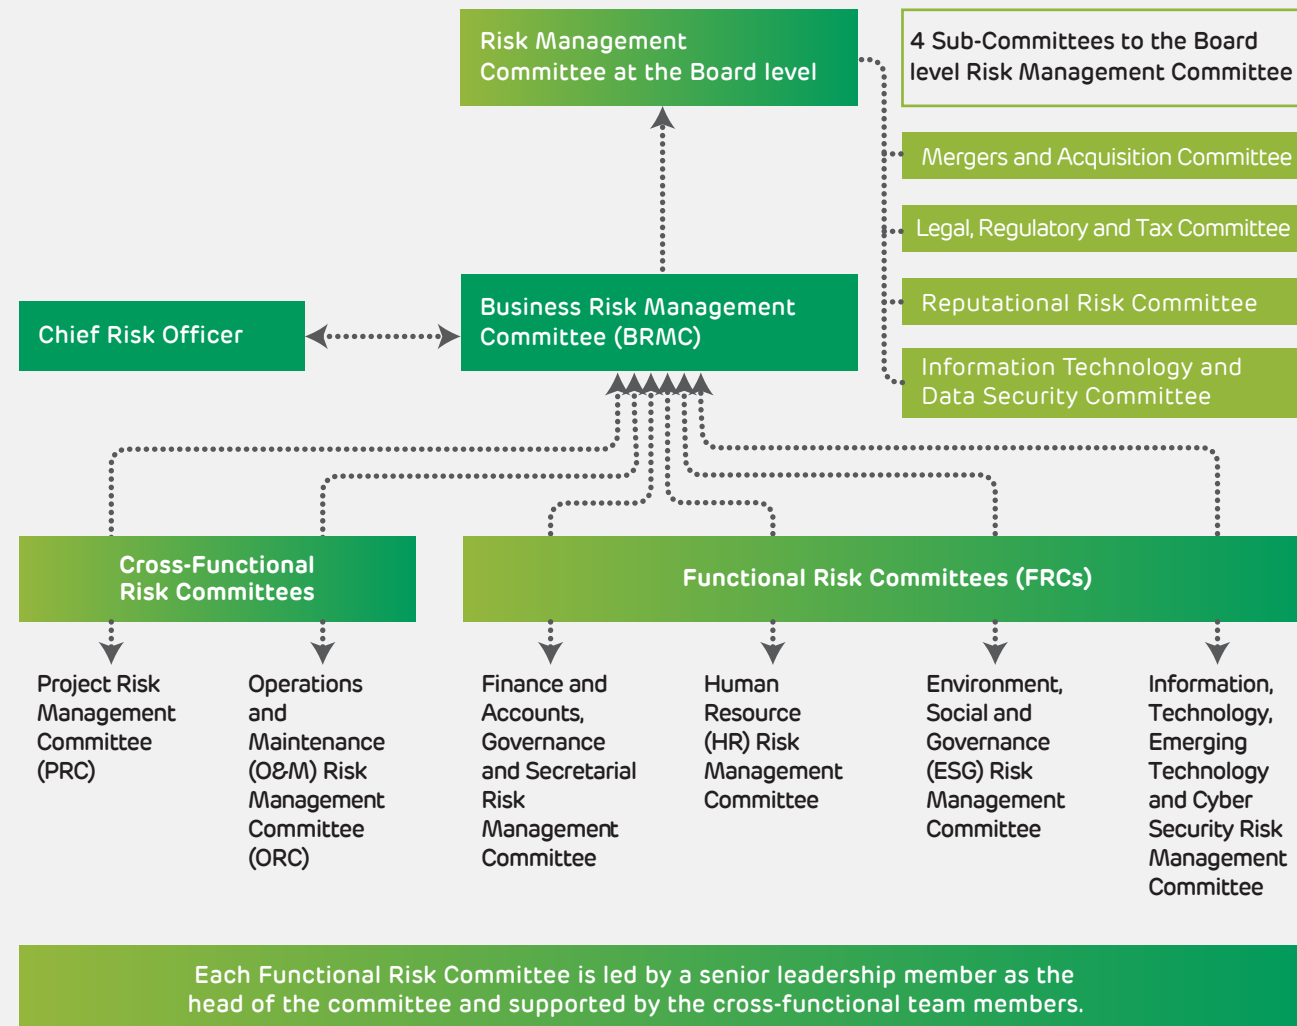 Risk Management
Committee at the Board level
4 Sub-Committees to the Board
level Risk Management Committee
Mergers and Acquisition Committee
Legal, Regulatory and Tax Committee
Reputational Risk Committee
Information Technology and
Data Security Committee
Chief Risk Officer
Business Risk Management
Committee (BRMC)
Cross-Functional
Risk Committees
Functional Risk Committees (FRCs)
Project Risk
Management
Committee
(PRC)
Operations
and
Maintenance
(O&M) Risk
Management
Committee
(ORC)
Finance and
Accounts,
Governance
and Secretarial
Risk
Management
Committee
Human
Resource
(HR) Risk
Management
Committee
Environment,
Social and
Governance
(ESG) Risk
Management
Committee
Information,
Technology,
Emerging
Technology
and Cyber
Security Risk
Management
Committee
Each Functional Risk Committee is led by a senior leadership member as the
head of the committee and supported by the cross-functional team members.